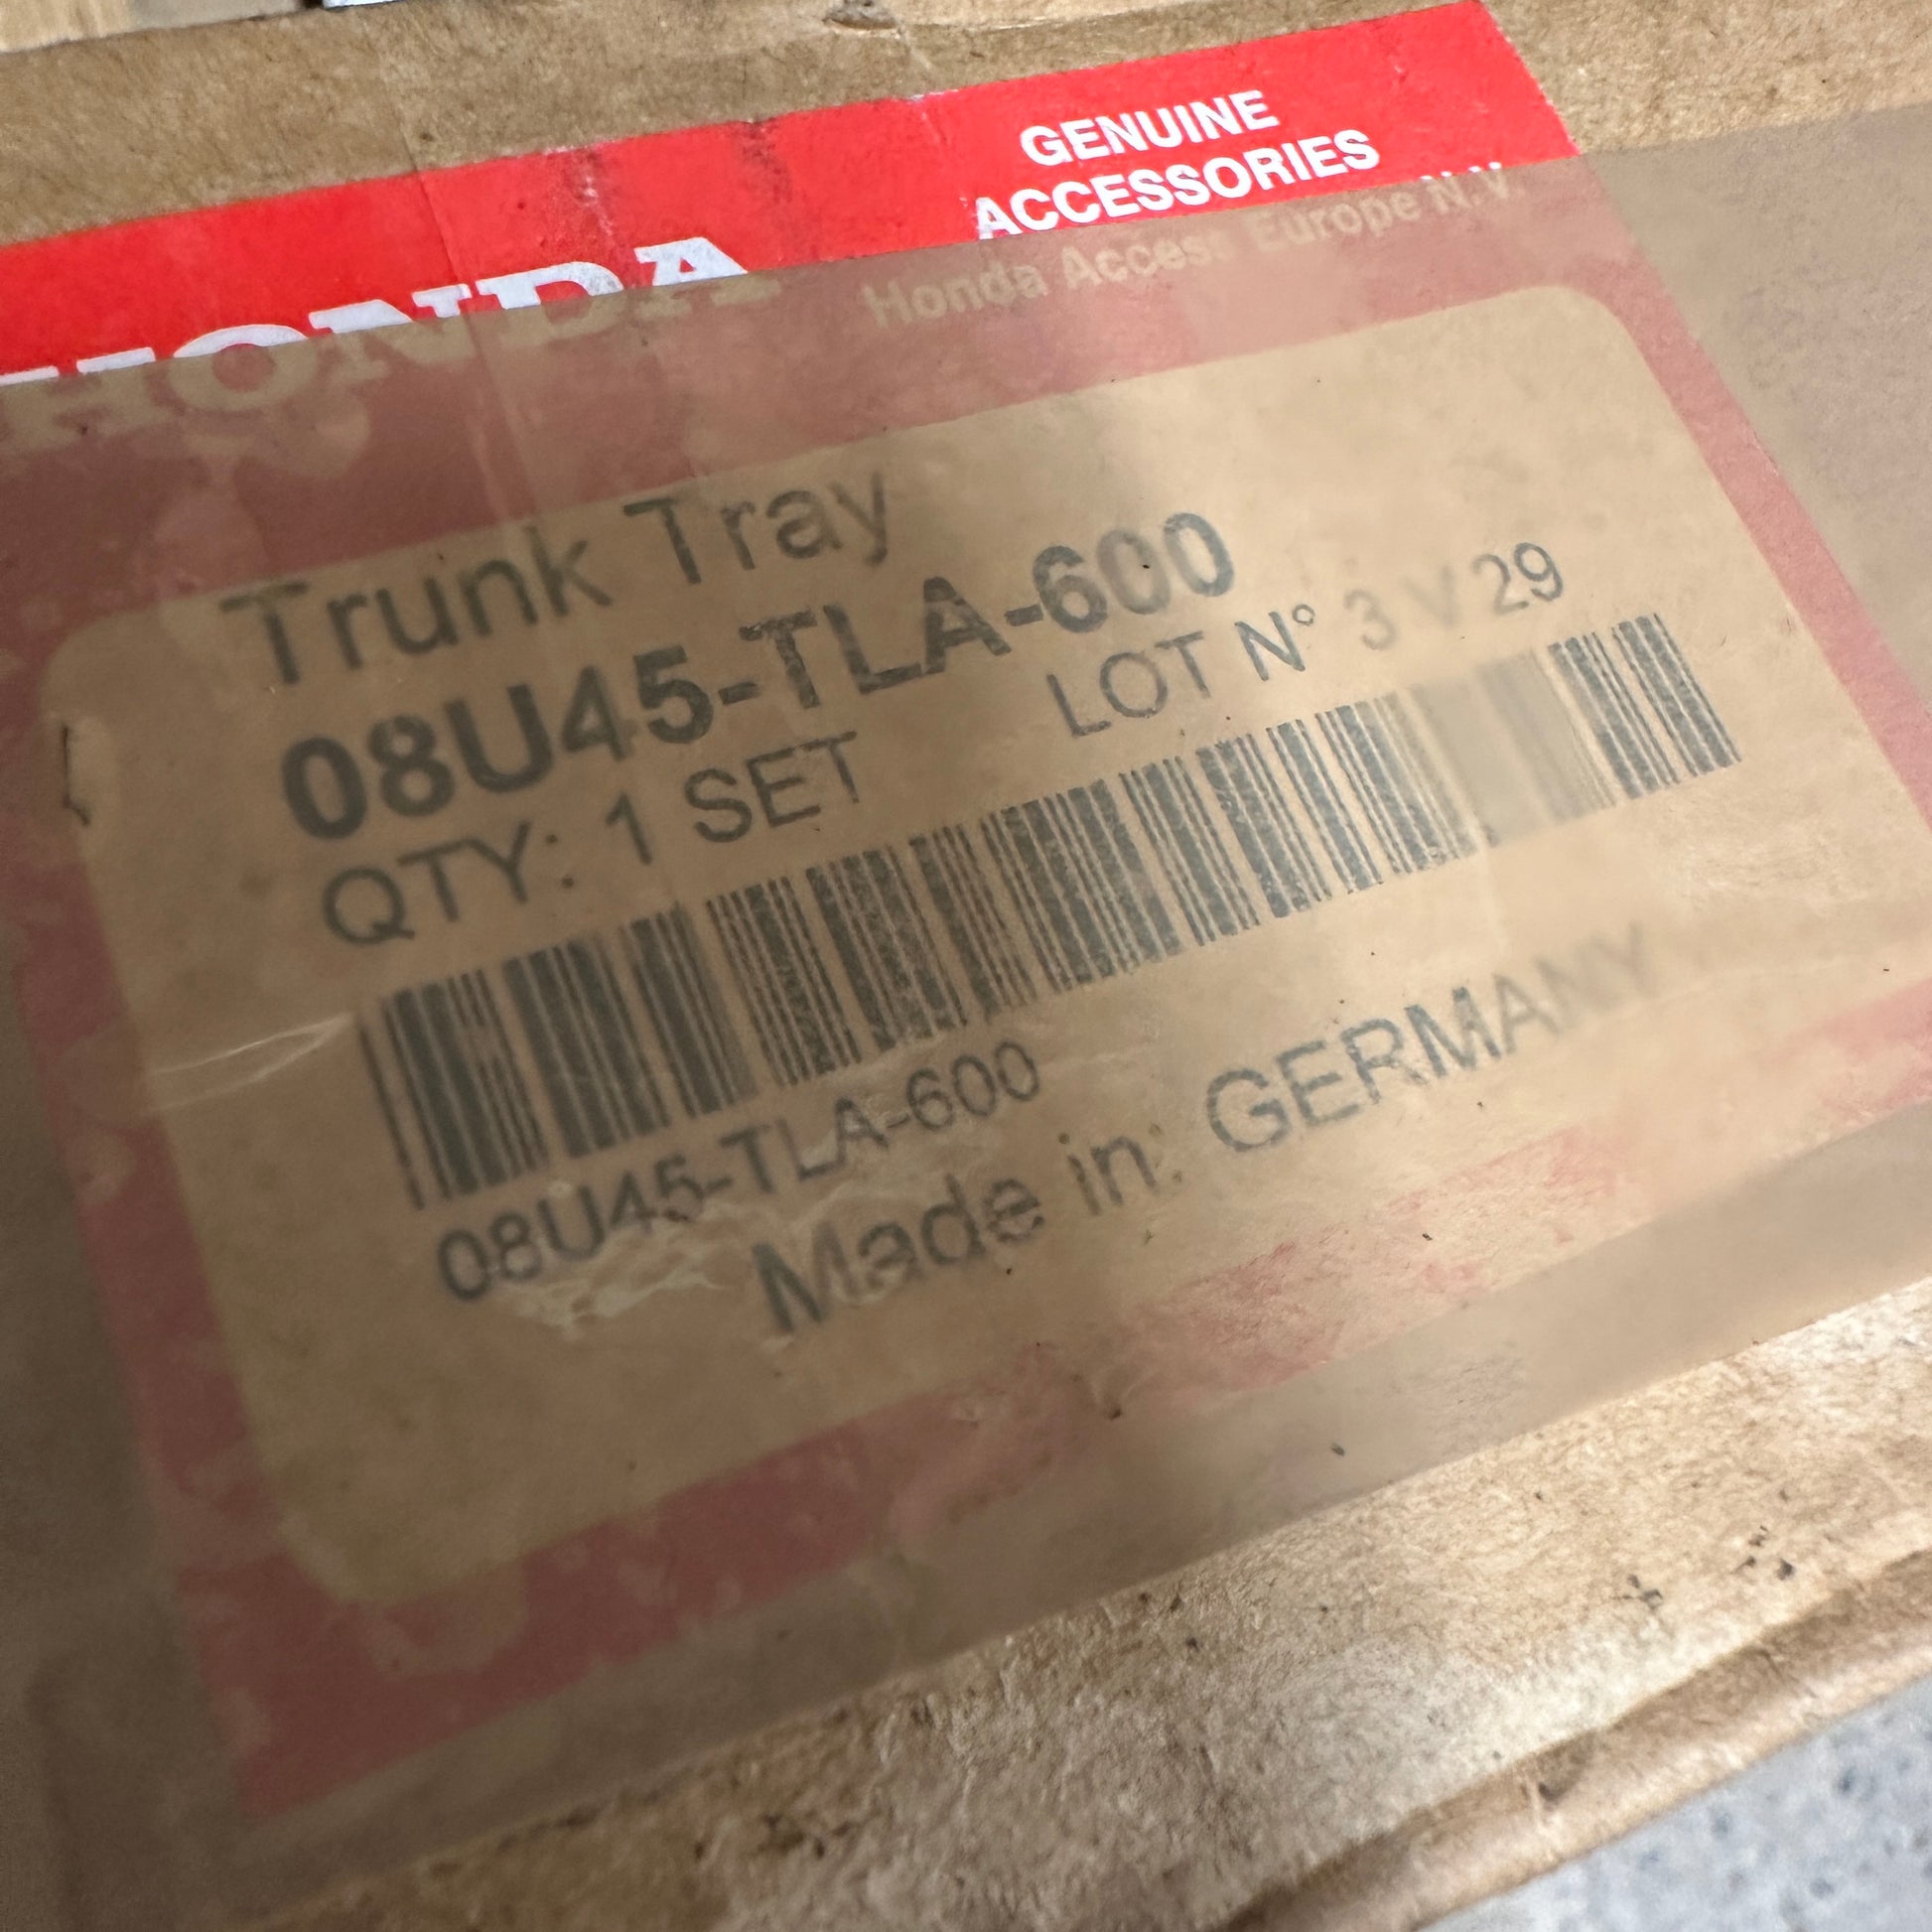 GENUINE
ACCESSORIES
HONDA
Honda Access Europe N.V.
Trunk Tray
08U45-TLA-600
QTY: 1 SET LOT N° 3 V 29
08U45-TLA-600
Made in: GERMANY